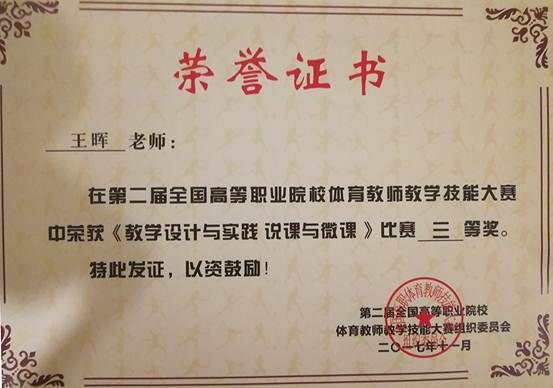 荣誉证书
王晖 老师：
在第二届全国高等职业院校体育教师教学技能大赛
中荣获《教学设计与实践 说课与微课》比赛 三 等奖。
特此发证，以资鼓励！
第二届全国高等职业院校
体育教师教学技能大赛组织委员会
二〇一七年十一月